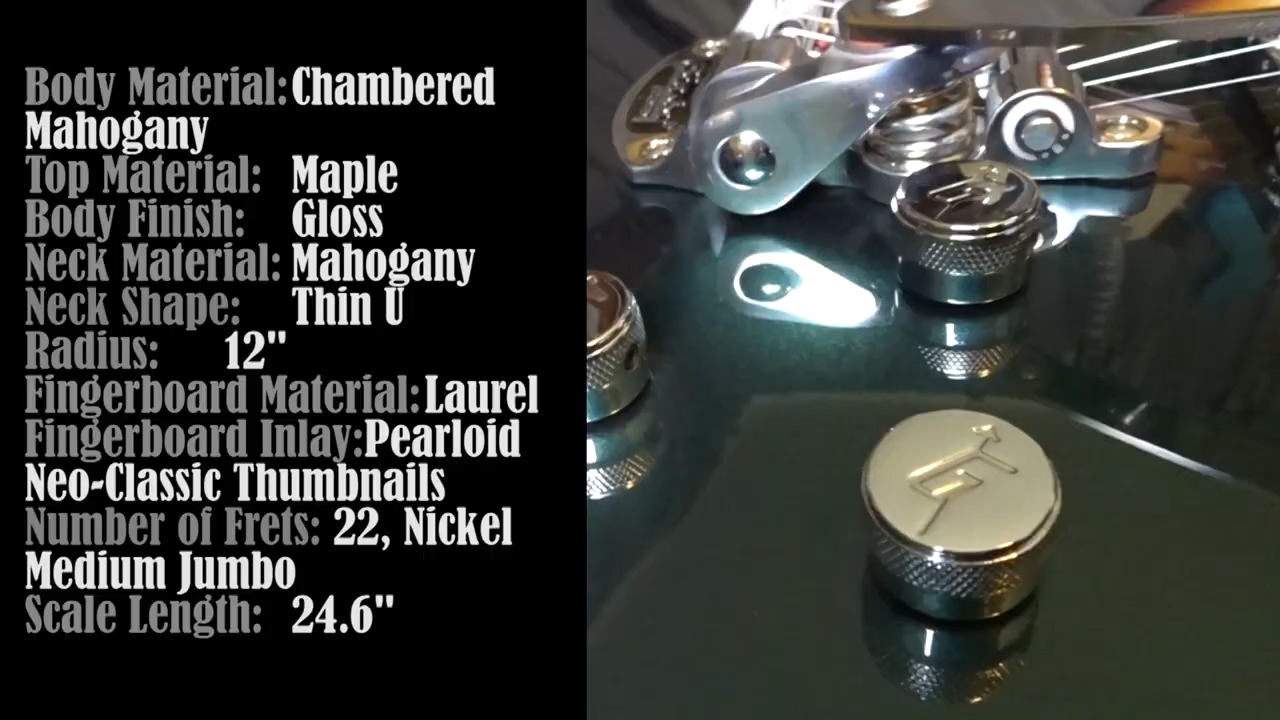 Body Material: Chambered
Mahogany
Top Material: Maple
Body Finish: Gloss
Neck Material: Mahogany
Neck Shape: Thin U
Radius: 12"
Fingerboard Material: Laurel
Fingerboard Inlay: Pearloid
Neo-Classic Thumbnails
Number of Frets: 22, Nickel
Medium Jumbo
Scale Length: 24.6"
G
G